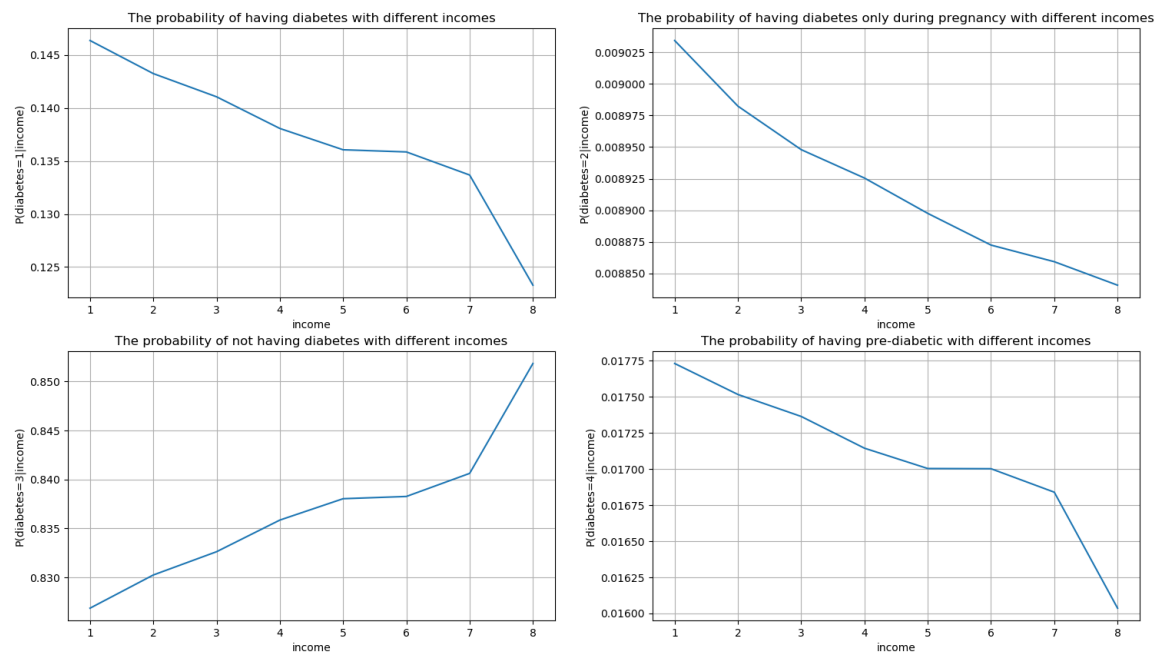 The probability of having diabetes with different incomes
P(diabetes=1|income)
0.145
0.140
0.135
0.130
0.125
1 2 3 4 5 6 7 8
income
The probability of having diabetes only during pregnancy with different incomes
P(diabetes=2|income)
0.009025
0.009000
0.008975
0.008950
0.008925
0.008900
0.008875
0.008850
1 2 3 4 5 6 7 8
income
The probability of not having diabetes with different incomes
P(diabetes=3|income)
0.850
0.845
0.840
0.835
0.830
1 2 3 4 5 6 7 8
income
The probability of having pre-diabetic with different incomes
P(diabetes=4|income)
0.01775
0.01750
0.01725
0.01700
0.01675
0.01650
0.01625
0.01600
1 2 3 4 5 6 7 8
income